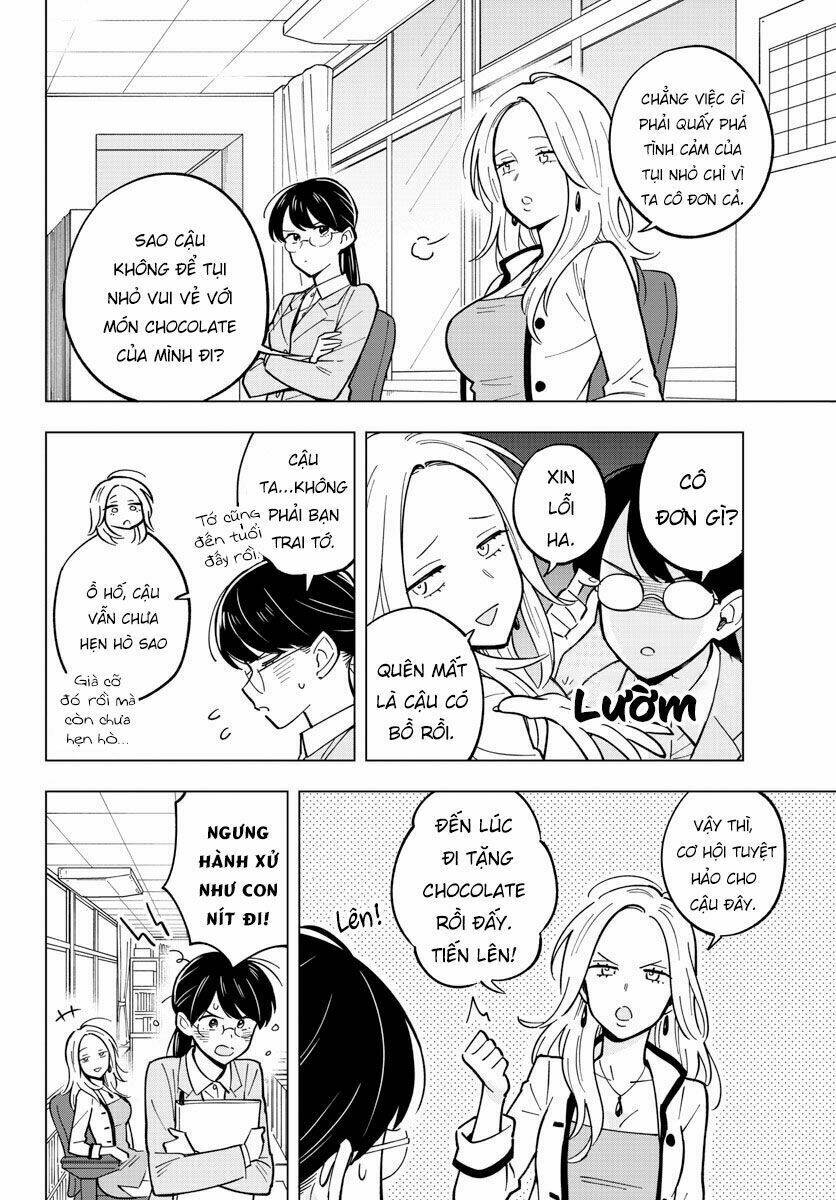 CHẲNG VIỆC GÌ
PHẢI QUẤY PHÁ
TÌNH CẢM CỦA
TỤI NHỎ CHỈ VÌ
TA CÔ ĐƠN CẢ.
SAO CẬU
KHÔNG ĐỂ TỤI
NHỎ VUI VẺ VỚI
MÓN CHOCOLATE
CỦA MÌNH ĐI?
CÔ
ĐƠN GÌ?
XIN
LỖI
HA.
QUÊN MẤT
LÀ CẬU CÓ
BỒ RỒI.
Lườm
CẬU
TA...KHÔNG
PHẢI BẠN
TRAI TỚ.
Tớ cũng
đến tuổi
đấy rồi.
Ồ HỐ, CẬU
VẪN CHƯA
HẸN HÒ SAO
Già cỡ
đó rồi mà
còn chưa
hẹn hò...
VẬY THÌ,
CƠ HỘI TUYỆT
HẢO CHO
CẬU ĐÂY.
ĐẾN LÚC
ĐI TẶNG
CHOCOLATE
RỒI ĐẤY.
TIẾN LÊN!
Lên!
NGƯNG
HÀNH XỬ
NHƯ CON
NÍT ĐI!